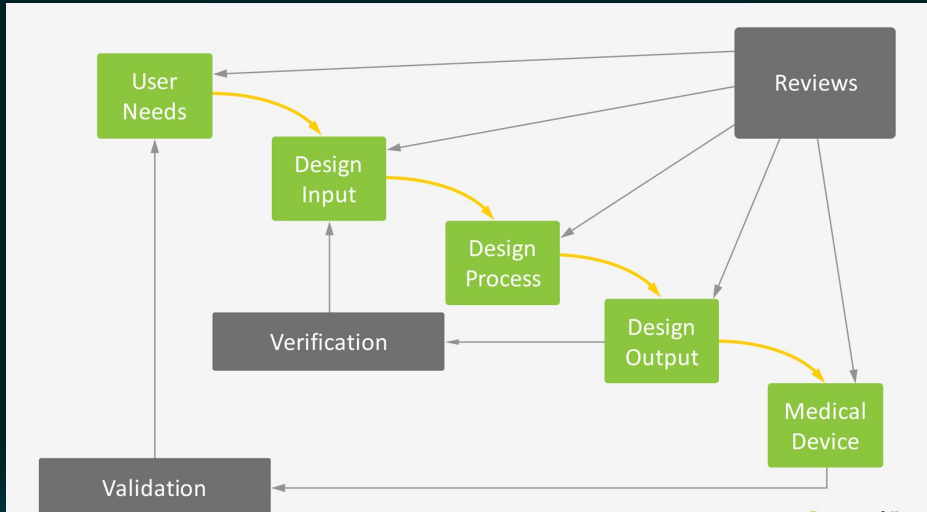 User
Needs
Reviews
Design
Input
Design
Process
Verification
Design
Output
Medical
Device
Validation